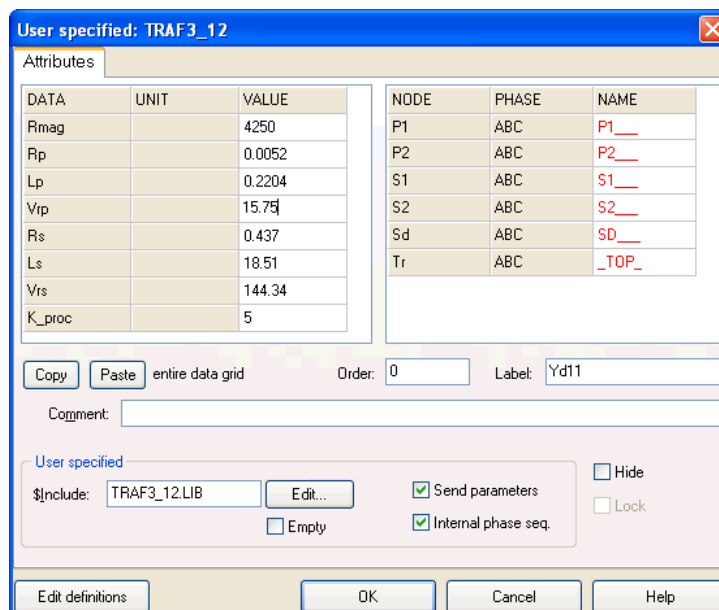 User specified: TRAF3_12
Attributes
DATA UNIT VALUE
Rmag 4250
Rp 0.0052
Lp 0.2204
Vrp 15.75
Rs 0.437
Ls 18.51
Vrs 144.34
K_proc 5
NODE PHASE NAME
P1 ABC P1___
P2 ABC P2___
S1 ABC S1___
S2 ABC S2___
Sd ABC SD___
Tr ABC _TOP_
Copy Paste entire data grid Order: 0 Label: Yd11
Comment:
User specified
$Include: TRAF3_12.LIB Edit... Send parameters Hide
Empty Internal phase seq. Lock
Edit definitions OK Cancel Help